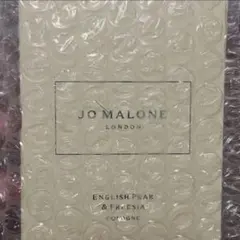 JO MALONE
LONDON
ENGLISH PEAR
& FREESIA
COLOGNE